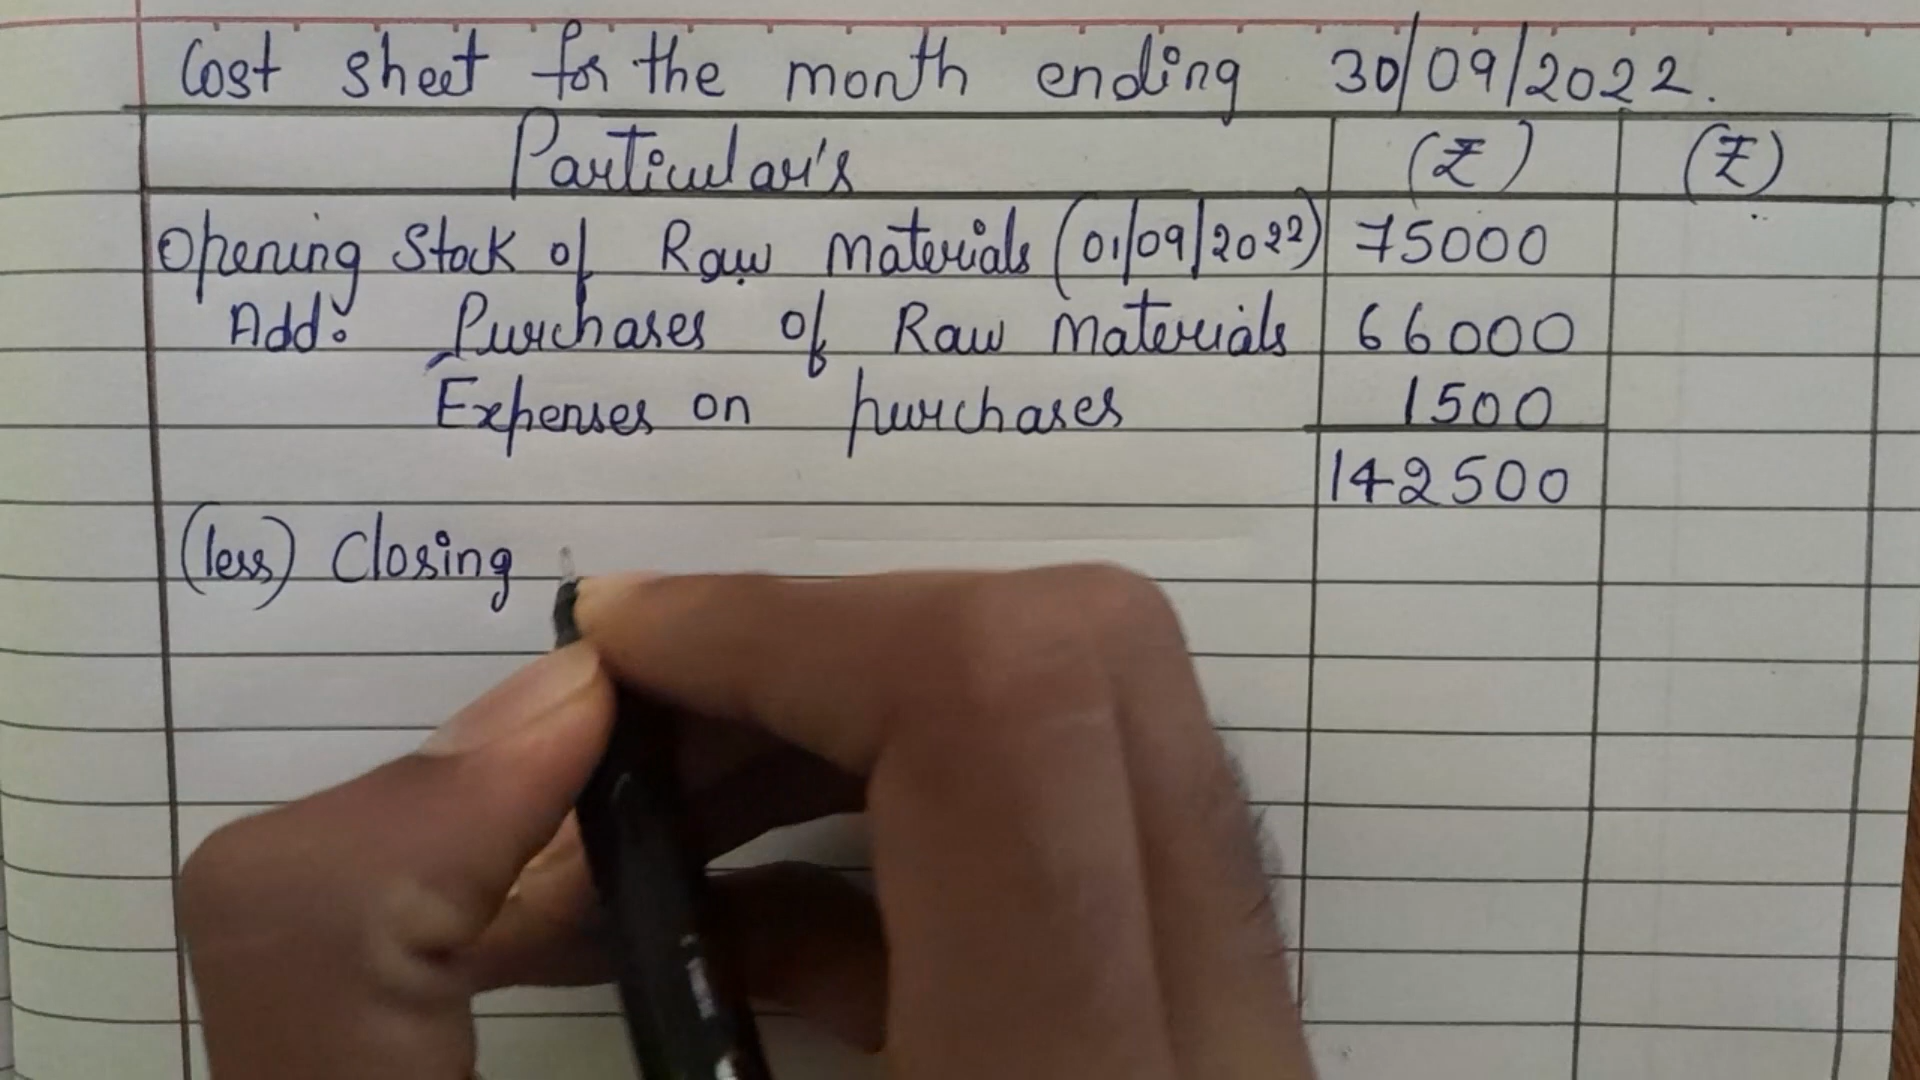 Cost sheet for the month ending 30/09/2022.
Particular's (₹) (₹)
Opening Stock of Raw Materials (01/09/2022) 75000
Add: Purchases of Raw Materials 66000
Expenses on purchases 1500
142500
(less) Closing